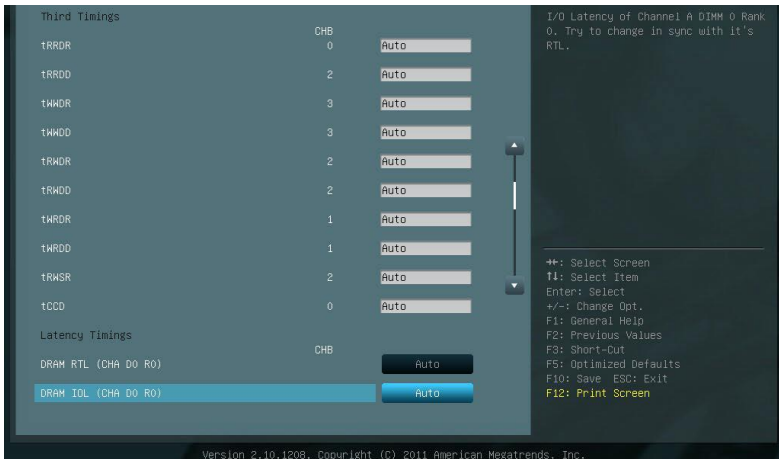 Third Timings
CHB
tRRDR 0 Auto
tRRDD 2 Auto
tWWDR 3 Auto
tWWDD 3 Auto
tRWDR 2 Auto
tRWDD 2 Auto
tWRDR 1 Auto
tWRDD 1 Auto
tRWSR 2 Auto
tCCD 0 Auto
Latency Timings
CHB
DRAM RTL (CHA D0 R0) Auto
DRAM IOL (CHA D0 R0) Auto
I/O Latency of Channel A DIMM 0 Rank
0. Try to change in sync with it's
RTL.
→←: Select Screen
↑↓: Select Item
Enter: Select
+/-: Change Opt.
F1: General Help
F2: Previous Values
F3: Short-Cut
F5: Optimized Defaults
F10: Save ESC: Exit
F12: Print Screen
Version 2.10.1208. Copyright (C) 2011 American Megatrends, Inc.